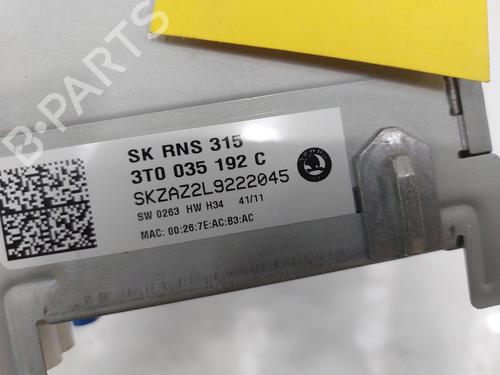 B-PARTS
SK RNS 315
3T0 035 192 C
SKZAZ2L9222045
SW 0263 HW H34 41/11
MAC: 00:26:7E:AC:B3:AC